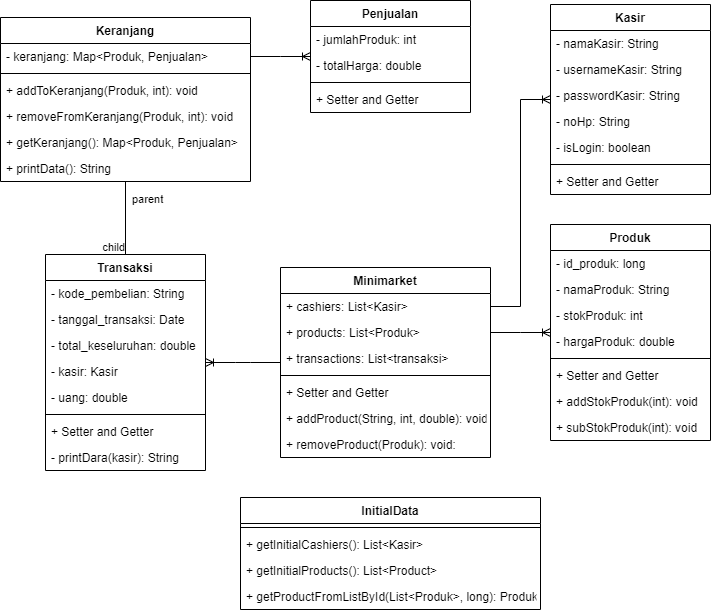 Keranjang
- keranjang: Map<Produk, Penjualan>
+ addToKeranjang(Produk, int): void
+ removeFromKeranjang(Produk, int): void
+ getKeranjang(): Map<Produk, Penjualan>
+ printData(): String
Penjualan
- jumlahProduk: int
- totalHarga: double
+ Setter and Getter
Kasir
- namaKasir: String
- usernameKasir: String
- passwordKasir: String
- noHp: String
- isLogin: boolean
+ Setter and Getter
parent
child
Transaksi
- kode_pembelian: String
- tanggal_transaksi: Date
- total_keseluruhan: double
- kasir: Kasir
- uang: double
+ Setter and Getter
- printDara(kasir): String
Minimarket
+ cashiers: List<Kasir>
+ products: List<Produk>
+ transactions: List<transaksi>
+ Setter and Getter
+ addProduct(String, int, double): void
+ removeProduct(Produk): void:
Produk
- id_produk: long
- namaProduk: String
- stokProduk: int
- hargaProduk: double
+ Setter and Getter
+ addStokProduk(int): void
+ subStokProduk(int): void
InitialData
+ getInitialCashiers(): List<Kasir>
+ getInitialProducts(): List<Product>
+ getProductFromListById(List<Produk>, long): Produk